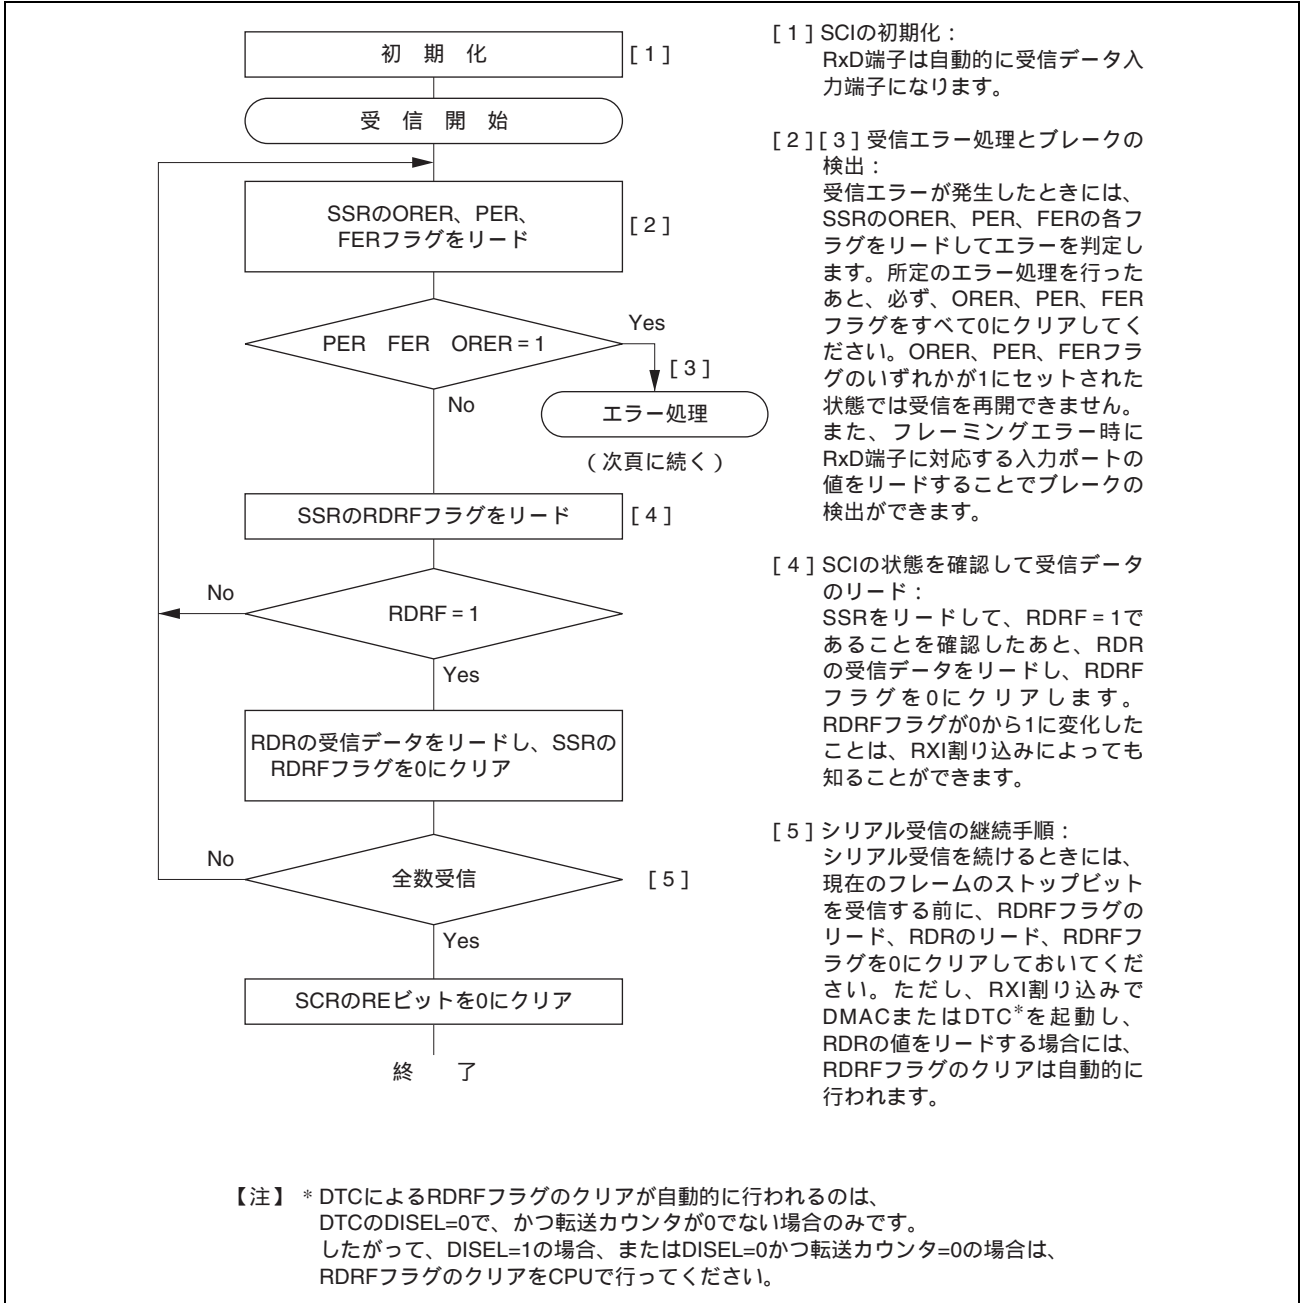 初 期 化
[ 1 ]
受 信 開 始
SSRのORER、PER、
FERフラグをリード
[ 2 ]
PER FER ORER = 1
Yes
[ 3 ]
No
エラー処理
( 次頁に続く )
SSRのRDRFフラグをリード
[ 4 ]
No
RDRF = 1
Yes
RDRの受信データをリードし、SSRの
RDRFフラグを0にクリア
No
全数受信
[ 5 ]
Yes
SCRのREビットを0にクリア
終 了
[ 1 ] SCIの初期化：
RxD端子は自動的に受信データ入
力端子になります。
[ 2 ] [ 3 ] 受信エラー処理とブレークの
検出：
受信エラーが発生したときには、
SSRのORER、PER、FERの各フ
ラグをリードしてエラーを判定し
ます。所定のエラー処理を行った
あと、必ず、ORER、PER、FER
フラグをすべて0にクリアしてく
ださい。ORER、PER、FERフラ
グのいずれかが1にセットされた
状態では受信を再開できません。
また、フレーミングエラー時に
RxD端子に対応する入力ポートの
値をリードすることでブレークの
検出ができます。
[ 4 ] SCIの状態を確認して受信データ
のリード：
SSRをリードして、RDRF = 1で
あることを確認したあと、RDR
の受信データをリードし、RDRF
フラグを0にクリアします。
RDRFフラグが0から1に変化した
ことは、RXI割り込みによっても
知ることができます。
[ 5 ] シリアル受信の継続手順：
シリアル受信を続けるときには、
現在のフレームのストップビット
を受信する前に、RDRFフラグの
リード、RDRのリード、RDRFフ
ラグを0にクリアしておいてくだ
さい。ただし、RXI割り込みで
DMACまたはDTC*を起動し、
RDRの値をリードする場合には、
RDRFフラグのクリアは自動的に
行われます。
【注】 * DTCによるRDRFフラグのクリアが自動的に行われるのは、
DTCのDISEL=0で、かつ転送カウンタが0でない場合のみです。
したがって、DISEL=1の場合、またはDISEL=0かつ転送カウンタ=0の場合は、
RDRFフラグのクリアをCPUで行ってください。